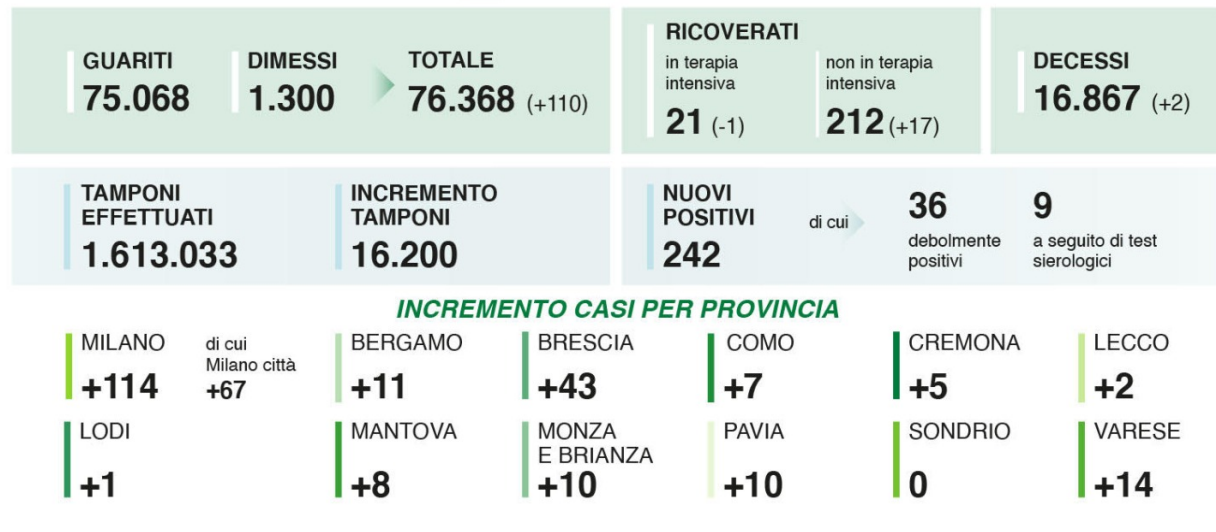 GUARITI
75.068
DIMESSI
1.300
TOTALE
76.368 (+110)
RICOVERATI
in terapia
intensiva
21 (-1)
non in terapia
intensiva
212 (+17)
DECESSI
16.867 (+2)
TAMPONI
EFFETTUATI
1.613.033
INCREMENTO
TAMPONI
16.200
NUOVI
POSITIVI
242
di cui
36
debolmente
positivi
9
a seguito di test
sierologici
INCREMENTO CASI PER PROVINCIA
MILANO
+114
di cui
Milano città
+67
BERGAMO
+11
BRESCIA
+43
COMO
+7
CREMONA
+5
LECCO
+2
LODI
+1
MANTOVA
+8
MONZA
E BRIANZA
+10
PAVIA
+10
SONDRIO
0
VARESE
+14